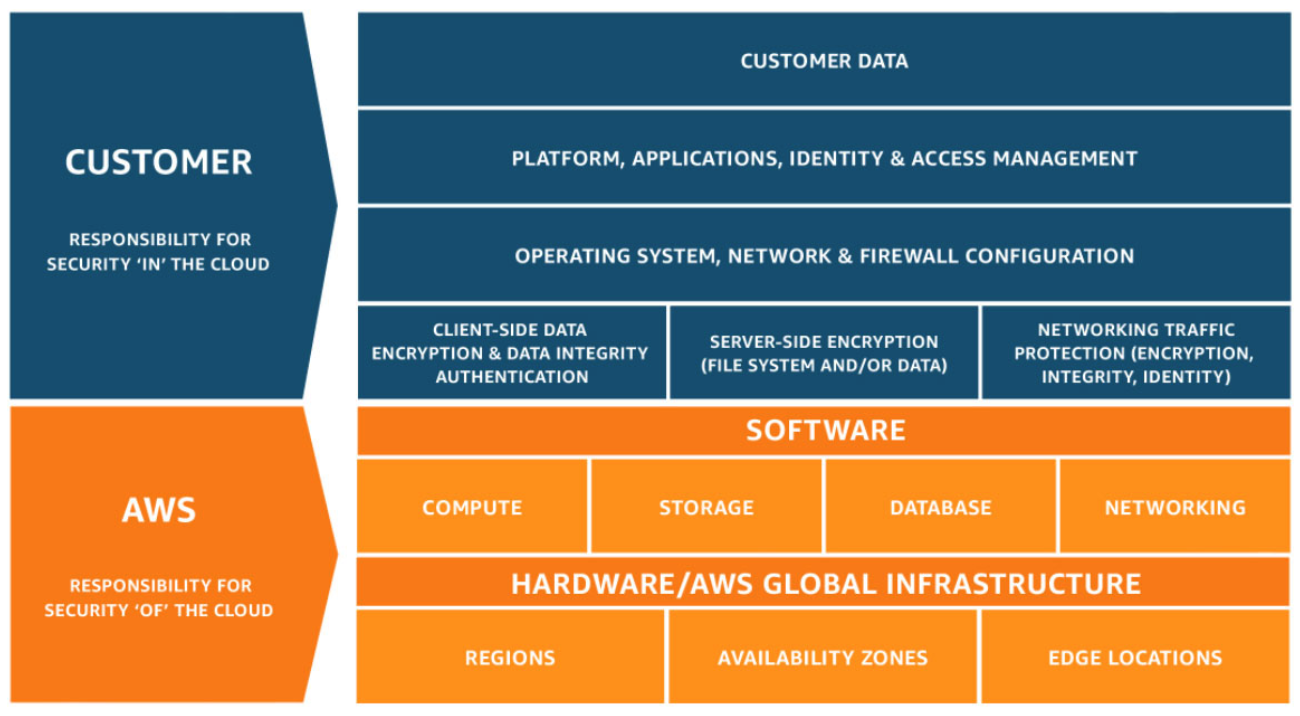 CUSTOMER
RESPONSIBILITY FOR
SECURITY ‘IN’ THE CLOUD
CUSTOMER DATA
PLATFORM, APPLICATIONS, IDENTITY & ACCESS MANAGEMENT
OPERATING SYSTEM, NETWORK & FIREWALL CONFIGURATION
CLIENT-SIDE DATA
ENCRYPTION & DATA INTEGRITY
AUTHENTICATION
SERVER-SIDE ENCRYPTION
(FILE SYSTEM AND/OR DATA)
NETWORKING TRAFFIC
PROTECTION (ENCRYPTION,
INTEGRITY, IDENTITY)
AWS
RESPONSIBILITY FOR
SECURITY ‘OF’ THE CLOUD
SOFTWARE
COMPUTE
STORAGE
DATABASE
NETWORKING
HARDWARE/AWS GLOBAL INFRASTRUCTURE
REGIONS
AVAILABILITY ZONES
EDGE LOCATIONS